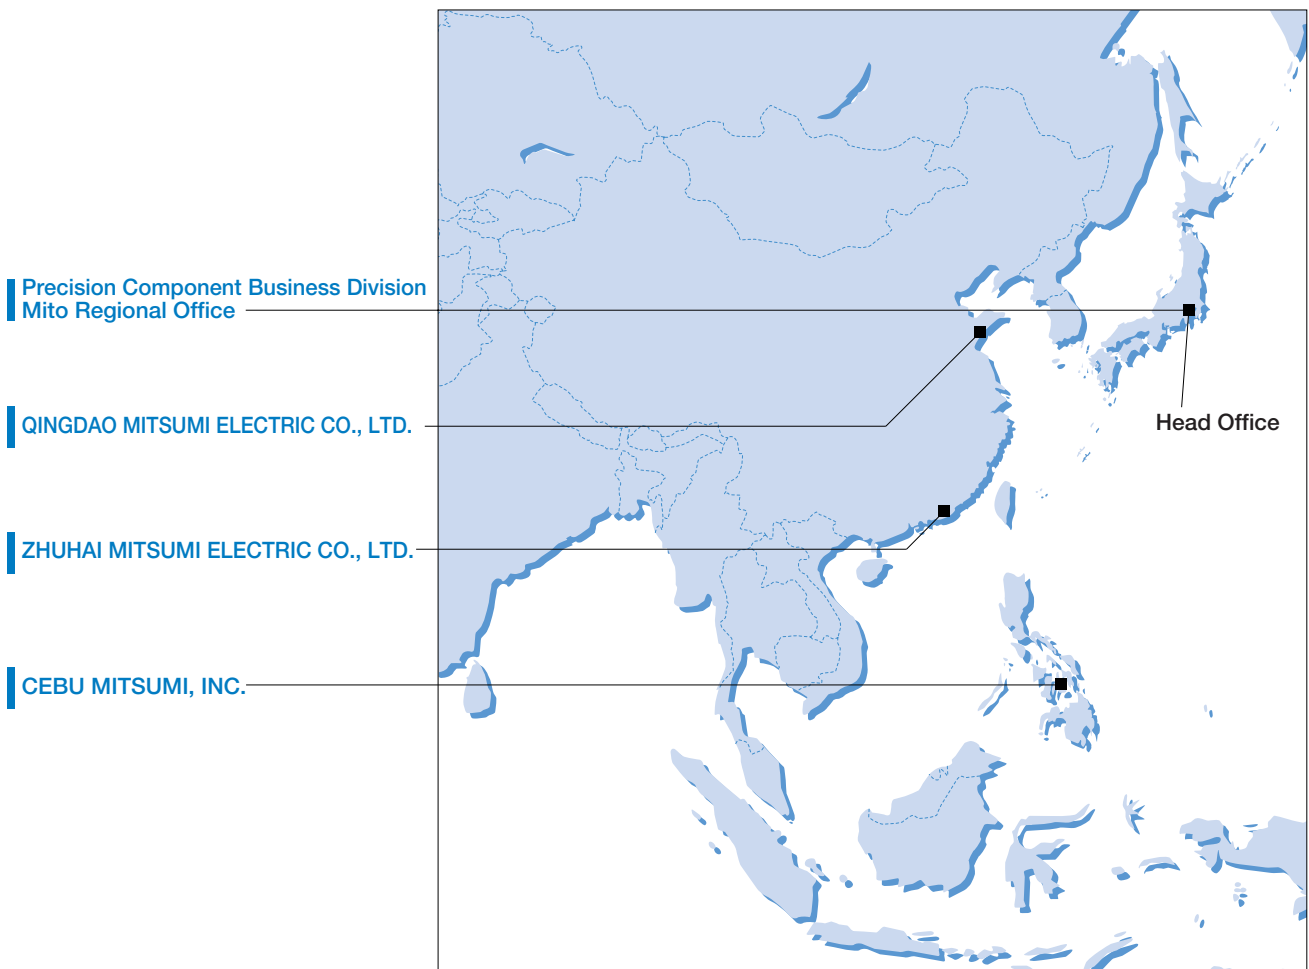 Precision Component Business Division
Mito Regional Office
QINGDAO MITSUMI ELECTRIC CO., LTD.
Head Office
ZHUHAI MITSUMI ELECTRIC CO., LTD.
CEBU MITSUMI, INC.